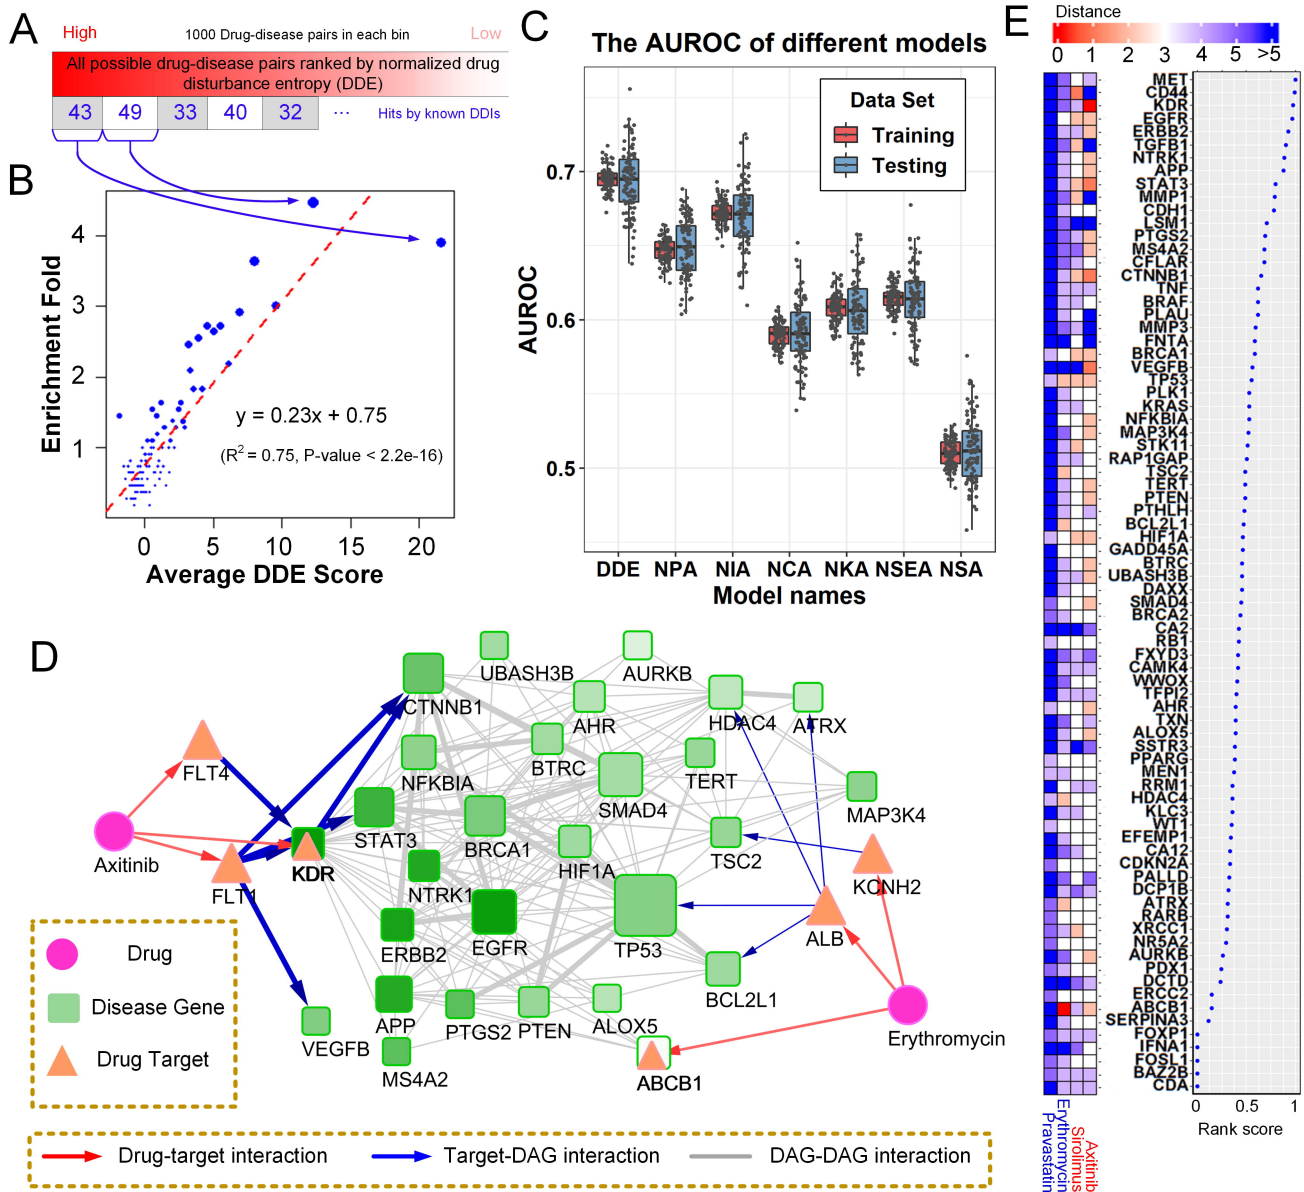 A
High
1000 Drug-disease pairs in each bin
Low
All possible drug-disease pairs ranked by normalized drug
disturbance entropy (DDE)
43 49 33 40 32 ... Hits by known DDIs
B
Enrichment Fold
4
3
2
1
y = 0.23x + 0.75
(R2 = 0.75, P-value < 2.2e-16)
0 5 10 15 20
Average DDE Score
C
The AUROC of different models
Data Set
Training
Testing
AUROC
0.7
0.6
0.5
DDE NPA NIA NCA NKA NSEA NSA
Model names
D
UBASH3B
AURKB
CTNNB1
AHR
HDAC4
ATRX
FLT4
NFKBIA
BTRC
TERT
SMAD4
MAP3K4
STAT3
BRCA1
TSC2
Axitinib
KDR
HIF1A
FLT1
NTRK1
KCNH2
ERBB2
EGFR
TP53
ALB
BCL2L1
APP
PTGS2
PTEN
ALOX5
VEGFB
MS4A2
ABCB1
Erythromycin
Drug
Disease Gene
Drug Target
Drug-target interaction
Target-DAG interaction
DAG-DAG interaction
E
Distance
0 1 2 3 4 5 >5
MET
CD44
KDR
EGFR
ERBB2
TGFB1
NTRK1
APP
STAT3
MMP1
CDH1
LSM1
PTGS2
MS4A2
CFLAR
CTNNB1
TNF
BRAF
PLAU
MMP3
FNTA
BRCA1
VEGFB
TP53
PLK1
KRAS
NFKBIA
MAP3K4
STK11
RAP1GAP
TSC2
TERT
PTEN
PTHLH
BCL2L1
HIF1A
GADD45A
BTRC
UBASH3B
DAXX
SMAD4
BRCA2
CA2
RB1
FXYD3
CAMK4
WWOX
TFPI2
AHR
TXN
ALOX5
SSTR3
PPARG
MEN1
RRM1
HDAC4
KLC3
WT1
EFEMP1
CA12
CDKN2A
PALLD
DCP1B
ATRX
RARB
XRCC1
NR5A2
AURKB
PDX1
DCTD
ERCC2
ABCB1
SERPINA3
FOXP1
IFNA1
FOSL1
BAZ2B
CDA
Pravastatin
Erythromycin
Sirolimus
Axitinib
0 0.5 1
Rank score